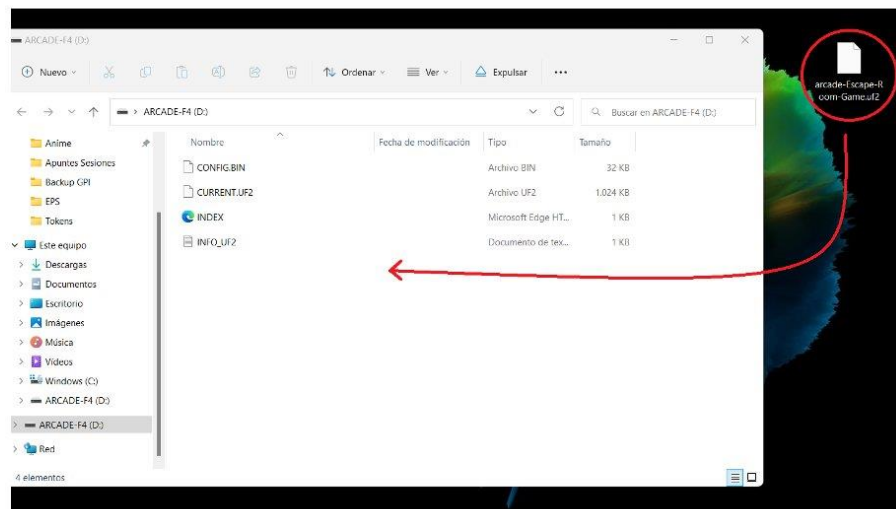 ARCADE-F4 (D:)
Nuevo
Ordenar
Ver
Expulsar
ARCADE-F4 (D:)
Buscar en ARCADE-F4 (D:)
arcade-Escape-R
oom-Game.uf2
Anime
Apuntes Sesiones
Backup GPI
EPS
Tokens
Este equipo
Descargas
Documentos
Escritorio
Imágenes
Música
Vídeos
Windows (C:)
ARCADE-F4 (D:)
ARCADE-F4 (D:)
Red
Nombre Fecha de modificación Tipo Tamaño
CONFIG.BIN Archivo BIN 32 KB
CURRENT.UF2 Archivo UF2 1.024 KB
INDEX Microsoft Edge HT... 1 KB
INFO_UF2 Documento de tex... 1 KB
4 elementos